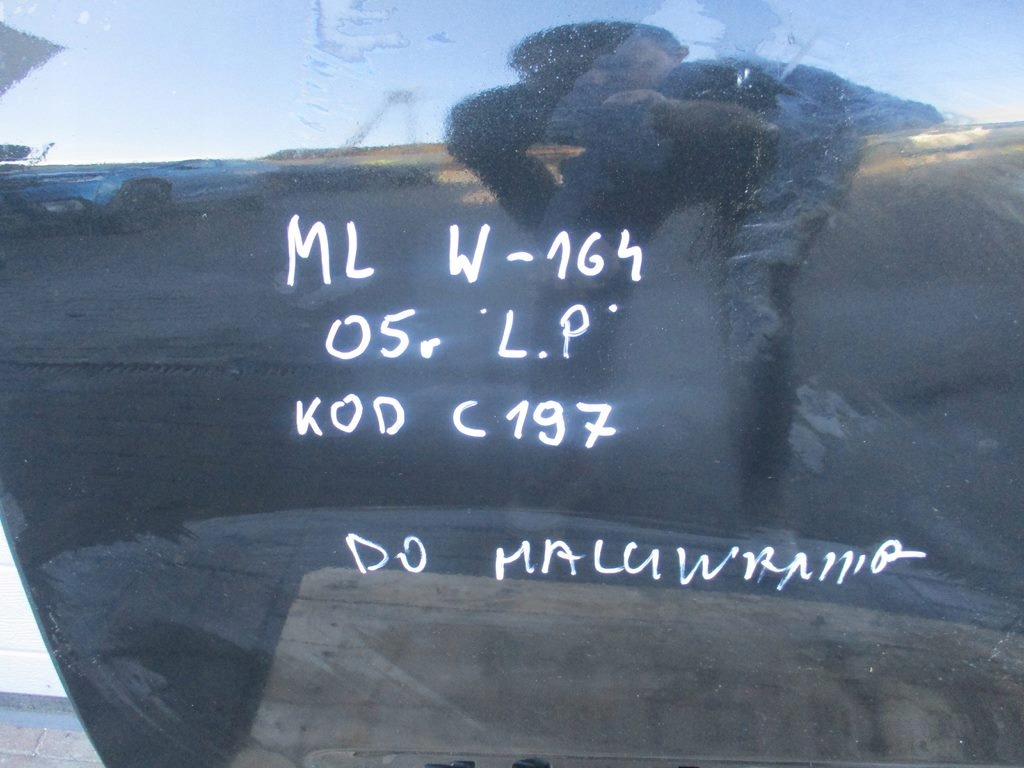 ML W-164
05r "L.P"
KOD C197
DO MALOWANIA